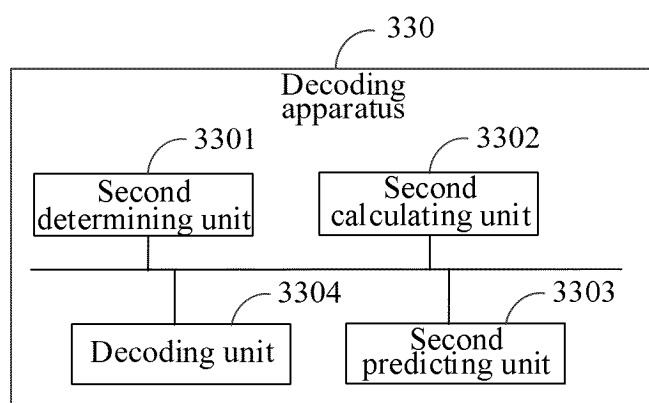 330
Decoding
apparatus
3301
3302
Second
determining unit
Second
calculating unit
3304
3303
Decoding unit
Second
predicting unit